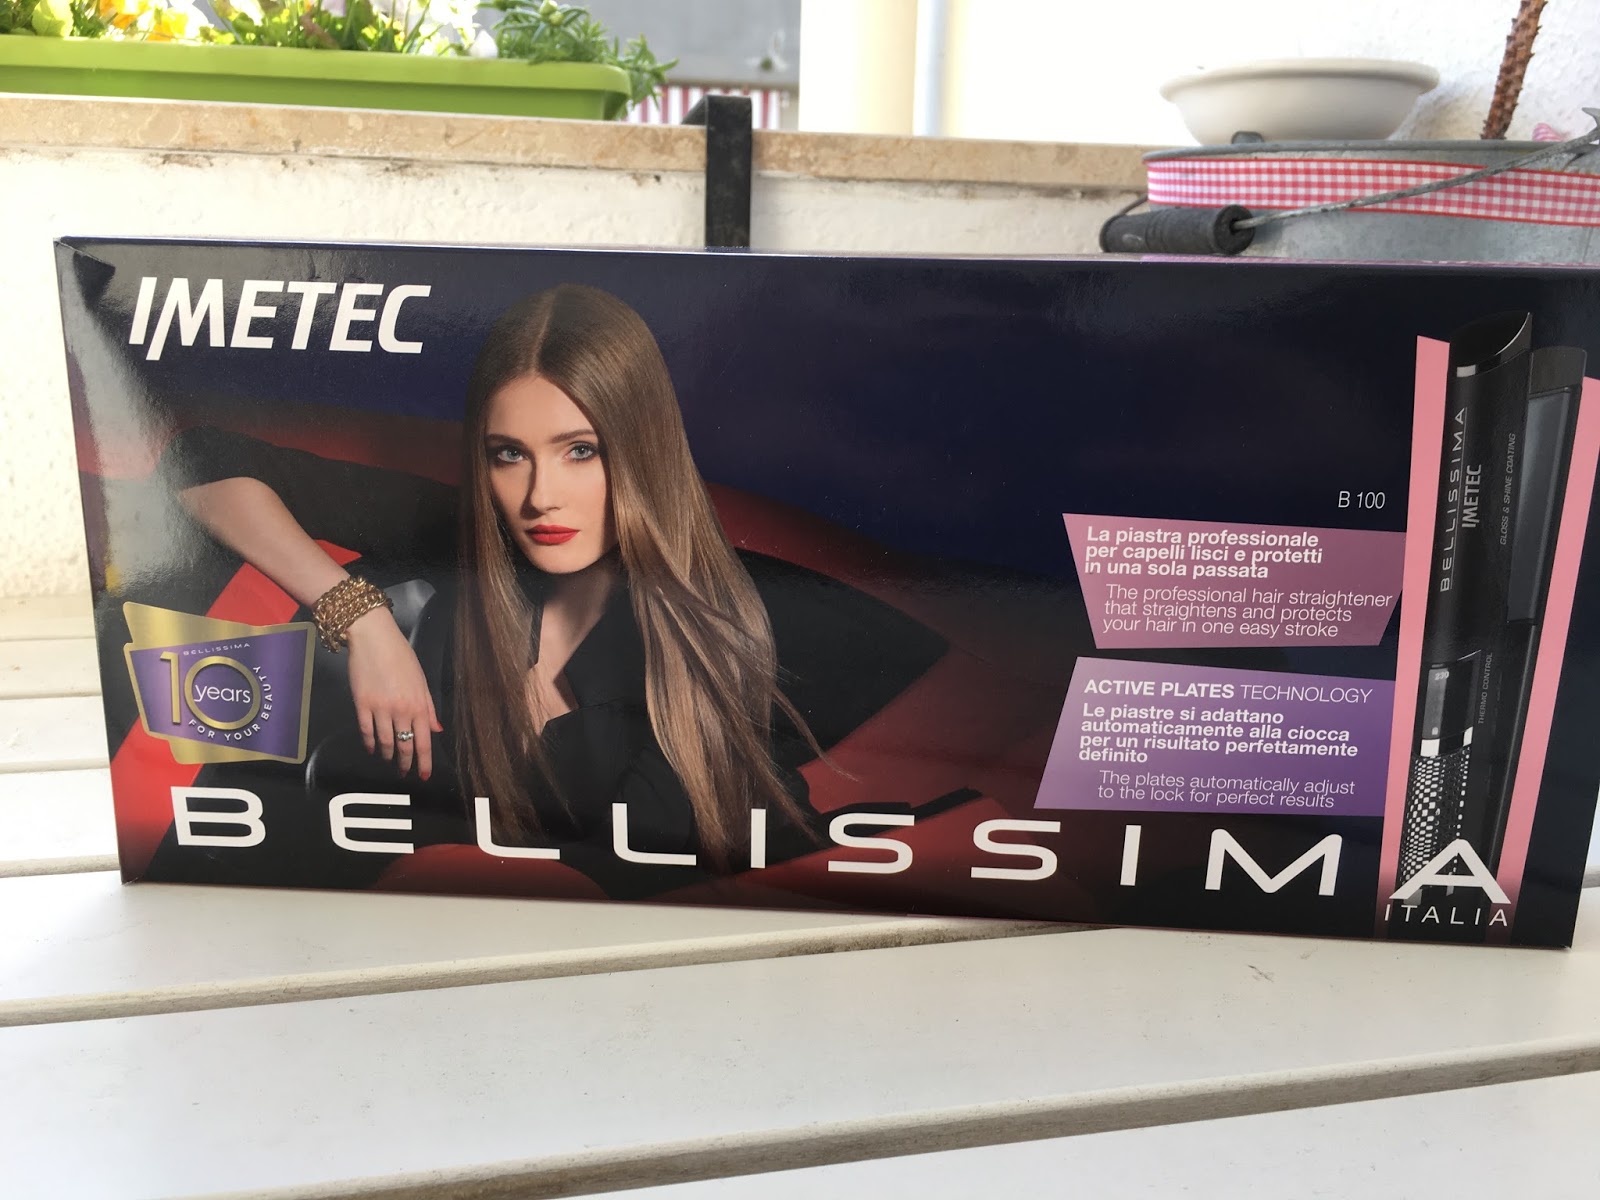 IMETEC
BELLISSIMA
10
years
FOR YOUR BEAUTY
B 100
La piastra professionale
per capelli lisci e protetti
in una sola passata
The professional hair straightener
that straightens and protects
your hair in one easy stroke
ACTIVE PLATES TECHNOLOGY
Le piastre si adattano
automaticamente alla ciocca
per un risultato perfettamente
definito
The plates automatically adjust
to the lock for perfect results
BELLISSIMA
IMETEC
GLOSS & SHINE COATING
230
THERMO CONTROL
BELLISSIMA
ITALIA